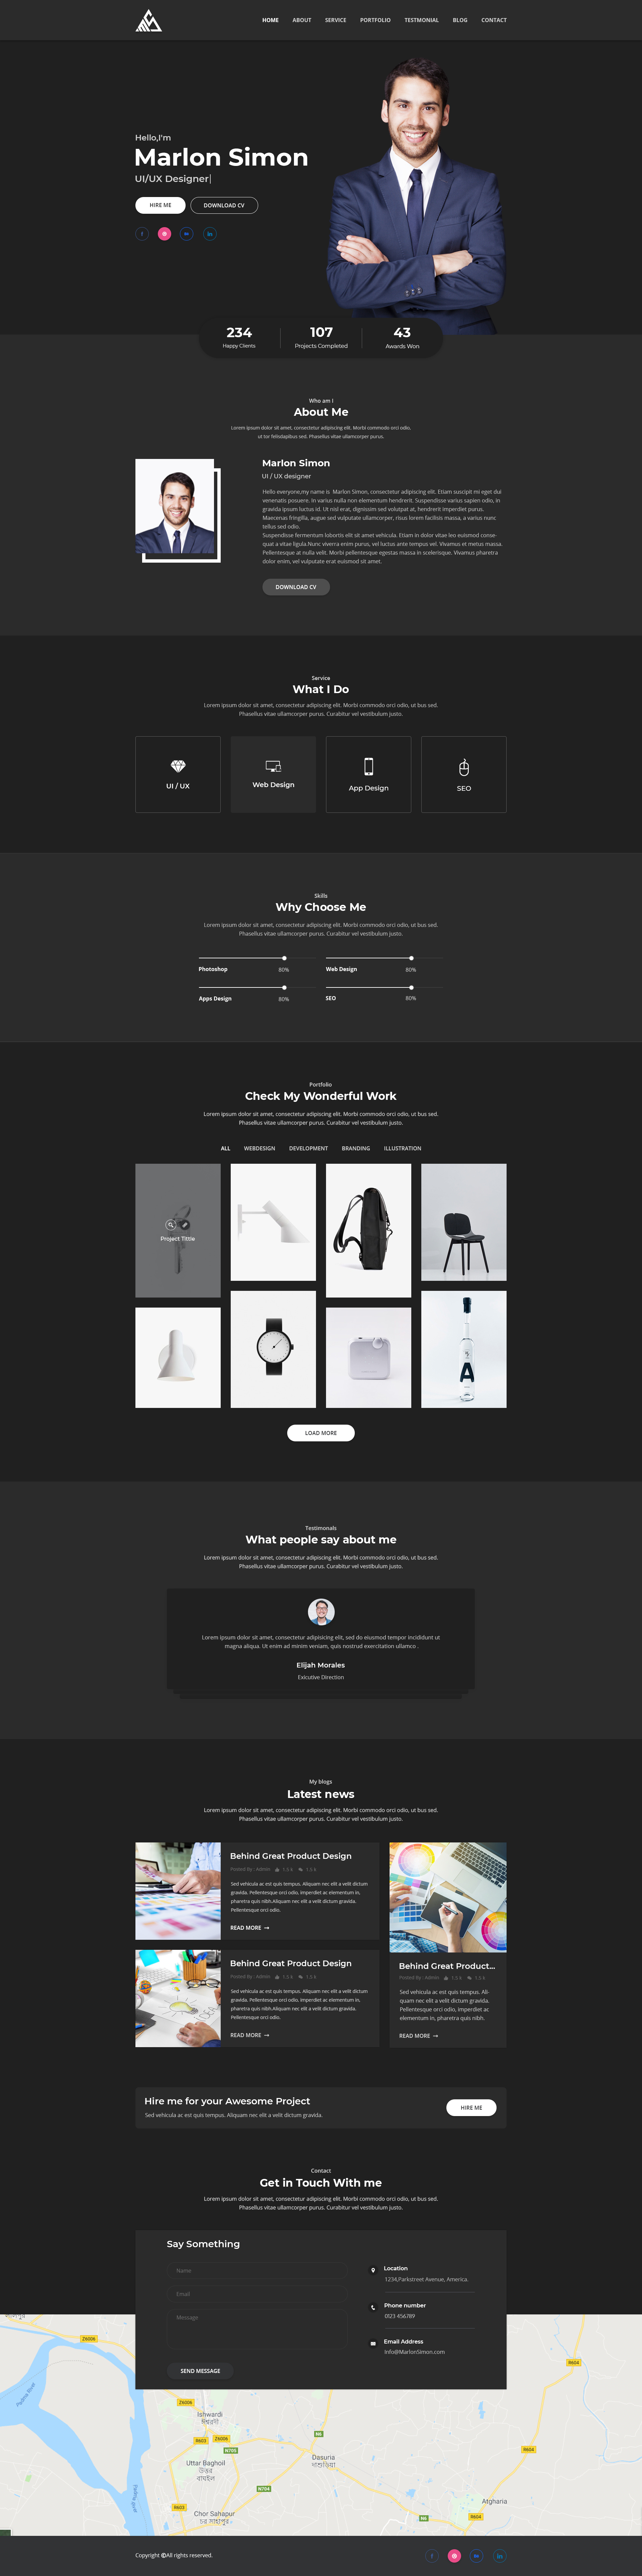 HOME ABOUT SERVICE PORTFOLIO TESTMONIAL BLOG CONTACT
Hello,I'm
Marlon Simon
UI/UX Designer|
HIRE ME DOWNLOAD CV
234 107 43
Happy Clients Projects Completed Awards Won
Who am I
About Me
Lorem ipsum dolor sit amet, consectetur adipiscing elit. Morbi commodo orci odio,
ut tor felisdapibus sed. Phasellus vitae ullamcorper purus.
Marlon Simon
UI / UX designer
Hello everyone,my name is Marlon Simon, consectetur adipiscing elit. Etiam suscipit mi eget dui
venenatis posuere. In varius nulla non elementum hendrerit. Suspendisse varius sapien odio, in
gravida ipsum luctus id. Ut nisl erat, dignissim sed volutpat at, hendrerit imperdiet purus.
Maecenas fringilla, augue sed vulputate ullamcorper, risus lorem facilisis massa, a varius nunc
tellus sed odio.
Suspendisse fermentum lobortis elit sit amet vehicula. Etiam in dolor vitae leo euismod conse-
quat a vitae ligula.Nunc viverra enim purus, vel luctus ante tempus vel. Vivamus et metus massa.
Pellentesque at nulla velit. Morbi pellentesque egestas massa in scelerisque. Vivamus pharetra
dolor enim, vel vulputate erat euismod sit amet.
DOWNLOAD CV
Service
What I Do
Lorem ipsum dolor sit amet, consectetur adipiscing elit. Morbi commodo orci odio, ut bus sed.
Phasellus vitae ullamcorper purus. Curabitur vel vestibulum justo.
UI / UX Web Design App Design SEO
Skills
Why Choose Me
Lorem ipsum dolor sit amet, consectetur adipiscing elit. Morbi commodo orci odio, ut bus sed.
Phasellus vitae ullamcorper purus. Curabitur vel vestibulum justo.
Photoshop 80% Web Design 80%
Apps Design 80% SEO 80%
Portfolio
Check My Wonderful Work
Lorem ipsum dolor sit amet, consectetur adipiscing elit. Morbi commodo orci odio, ut bus sed.
Phasellus vitae ullamcorper purus. Curabitur vel vestibulum justo.
ALL WEBDESIGN DEVELOPMENT BRANDING ILLUSTRATION
Project Tittle
A
LOAD MORE
Testimonals
What people say about me
Lorem ipsum dolor sit amet, consectetur adipiscing elit. Morbi commodo orci odio, ut bus sed.
Phasellus vitae ullamcorper purus. Curabitur vel vestibulum justo.
Lorem ipsum dolor sit amet, consectetur adipisicing elit, sed do eiusmod tempor incididunt ut
magna aliqua. Ut enim ad minim veniam, quis nostrud exercitation ullamco .
Elijah Morales
Exicutive Direction
My blogs
Latest news
Lorem ipsum dolor sit amet, consectetur adipiscing elit. Morbi commodo orci odio, ut bus sed.
Phasellus vitae ullamcorper purus. Curabitur vel vestibulum justo.
Behind Great Product Design
Posted By : Admin 1.5 k 1.5 k
Sed vehicula ac est quis tempus. Aliquam nec elit a velit dictum
gravida. Pellentesque orci odio, imperdiet ac elementum in,
pharetra quis nibh.Aliquam nec elit a velit dictum gravida.
Pellentesque orci odio.
READ MORE
Behind Great Product Design
Posted By : Admin 1.5 k 1.5 k
Sed vehicula ac est quis tempus. Aliquam nec elit a velit dictum
gravida. Pellentesque orci odio, imperdiet ac elementum in,
pharetra quis nibh.Aliquam nec elit a velit dictum gravida.
Pellentesque orci odio.
READ MORE
Behind Great Product...
Posted By : Admin 1.5 k 1.5 k
Sed vehicula ac est quis tempus. Ali-
quam nec elit a velit dictum gravida.
Pellentesque orci odio, imperdiet ac
elementum in, pharetra quis nibh.
READ MORE
Hire me for your Awesome Project
Sed vehicula ac est quis tempus. Aliquam nec elit a velit dictum gravida.
HIRE ME
Contact
Get in Touch With me
Lorem ipsum dolor sit amet, consectetur adipiscing elit. Morbi commodo orci odio, ut bus sed.
Phasellus vitae ullamcorper purus. Curabitur vel vestibulum justo.
Say Something
Name
Email
Message
SEND MESSAGE
Location
1234,Parkstreet Avenue, America.
Phone number
0123 456789
Email Address
Info@MarlonSimon.com
Z6006
R604
Padma River
Z6006
Ishwardi
ঈশ্বরদী
R603 Z6006
N6
N705
R604
Dasuria
দাশুড়িয়া
Uttar Baghoil
উত্তর
বাঘইল
N704
R603
Atgharia
Char Sahapur
চর সাহাপুর
N6
R604
Copyright ©All rights reserved.